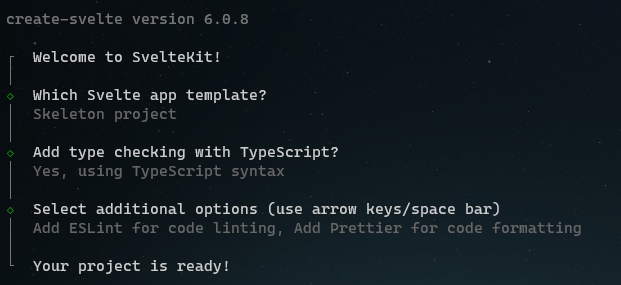 create-svelte version 6.0.8
Welcome to SvelteKit!
Which Svelte app template?
Skeleton project
Add type checking with TypeScript?
Yes, using TypeScript syntax
Select additional options (use arrow keys/space bar)
Add ESLint for code linting, Add Prettier for code formatting
Your project is ready!